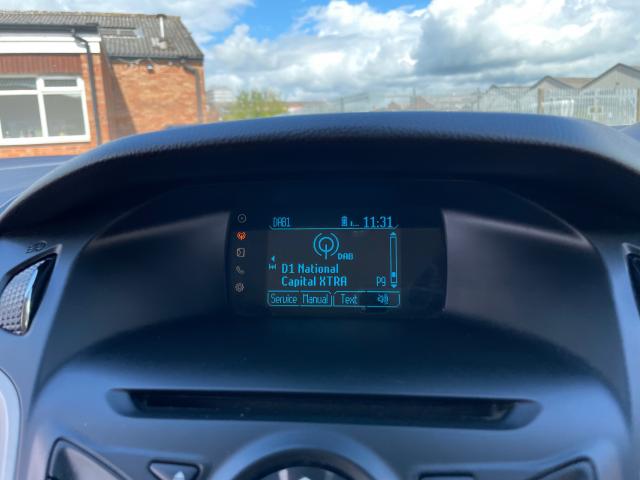 DAB1 11:31
DAB
D1 National
Capital XTRA P9
Service Manual Text